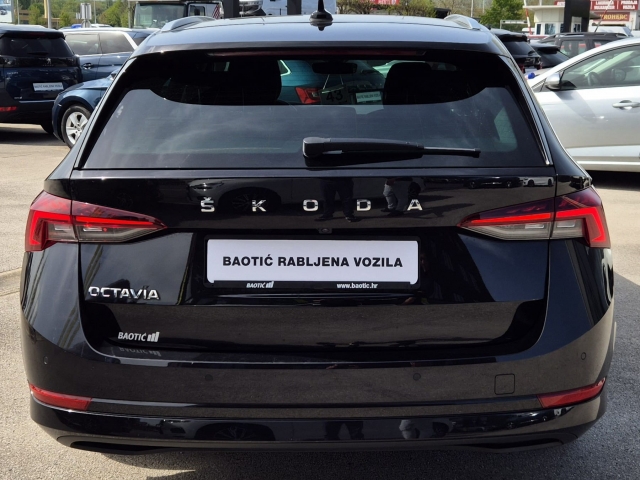 ŠKODA
BAOTIĆ RABLJENA VOZILA
BAOTIĆ
www.baotic.hr
OCTAVIA
BAOTIĆ